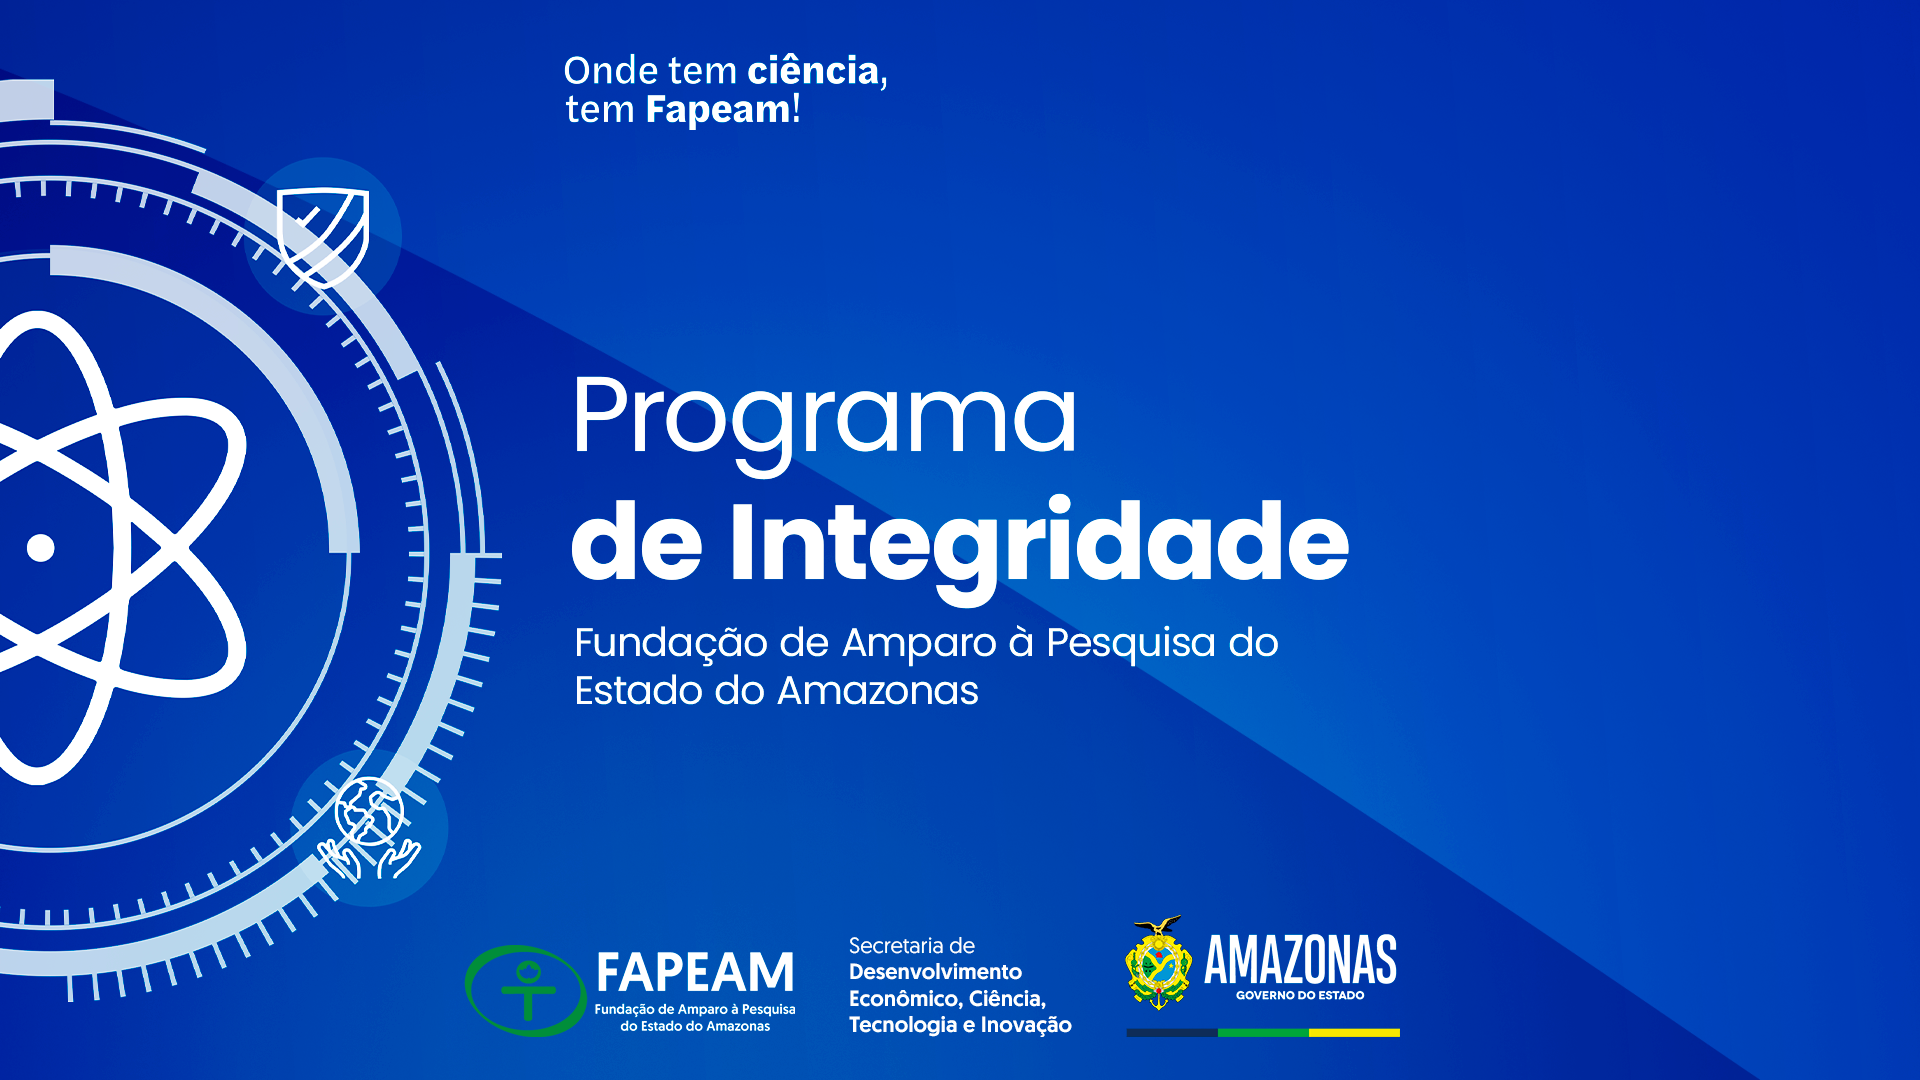 Onde tem ciência,
tem Fapeam!
Programa
de Integridade
Fundação de Amparo à Pesquisa do
Estado do Amazonas
FAPEAM
Fundação de Amparo à Pesquisa
do Estado do Amazonas
Secretaria de
Desenvolvimento
Econômico, Ciência,
Tecnologia e Inovação
AMAZONAS
GOVERNO DO ESTADO